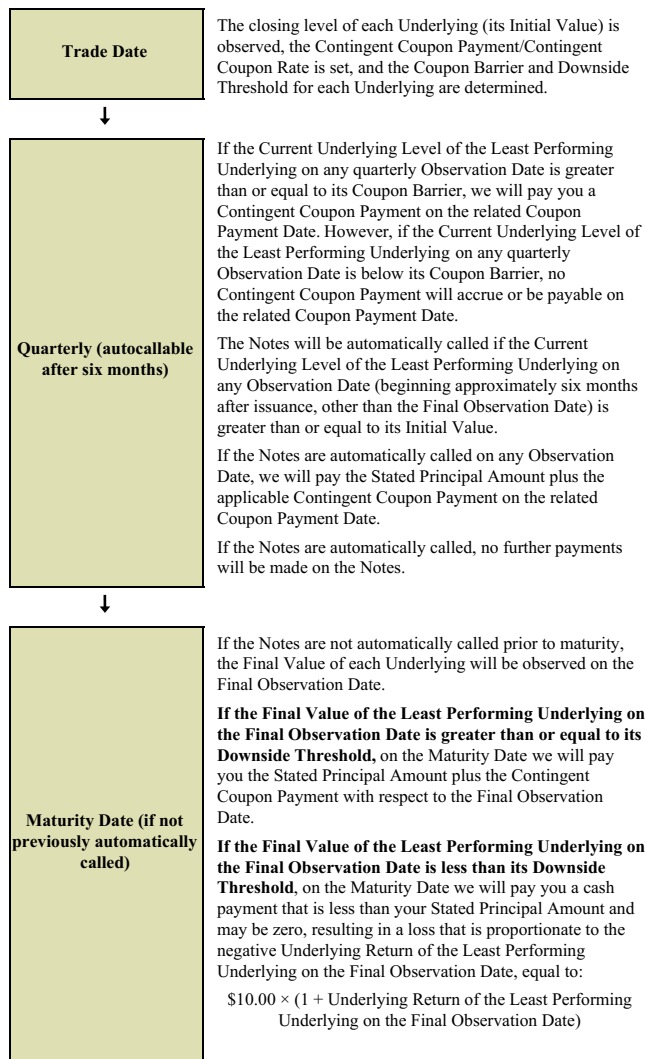 Trade Date
The closing level of each Underlying (its Initial Value) is
observed, the Contingent Coupon Payment/Contingent
Coupon Rate is set, and the Coupon Barrier and Downside
Threshold for each Underlying are determined.
Quarterly (autocallable
after six months)
If the Current Underlying Level of the Least Performing
Underlying on any quarterly Observation Date is greater
than or equal to its Coupon Barrier, we will pay you a
Contingent Coupon Payment on the related Coupon
Payment Date. However, if the Current Underlying Level of
the Least Performing Underlying on any quarterly
Observation Date is below its Coupon Barrier, no
Contingent Coupon Payment will accrue or be payable on
the related Coupon Payment Date.
The Notes will be automatically called if the Current
Underlying Level of the Least Performing Underlying on
any Observation Date (beginning approximately six months
after issuance, other than the Final Observation Date) is
greater than or equal to its Initial Value.
If the Notes are automatically called on any Observation
Date, we will pay the Stated Principal Amount plus the
applicable Contingent Coupon Payment on the related
Coupon Payment Date.
If the Notes are automatically called, no further payments
will be made on the Notes.
Maturity Date (if not
previously automatically
called)
If the Notes are not automatically called prior to maturity,
the Final Value of each Underlying will be observed on the
Final Observation Date.
If the Final Value of the Least Performing Underlying on
the Final Observation Date is greater than or equal to its
Downside Threshold, on the Maturity Date we will pay
you the Stated Principal Amount plus the Contingent
Coupon Payment with respect to the Final Observation
Date.
If the Final Value of the Least Performing Underlying on
the Final Observation Date is less than its Downside
Threshold, on the Maturity Date we will pay you a cash
payment that is less than your Stated Principal Amount and
may be zero, resulting in a loss that is proportionate to the
negative Underlying Return of the Least Performing
Underlying on the Final Observation Date, equal to:
$10.00 × (1 + Underlying Return of the Least Performing
Underlying on the Final Observation Date)